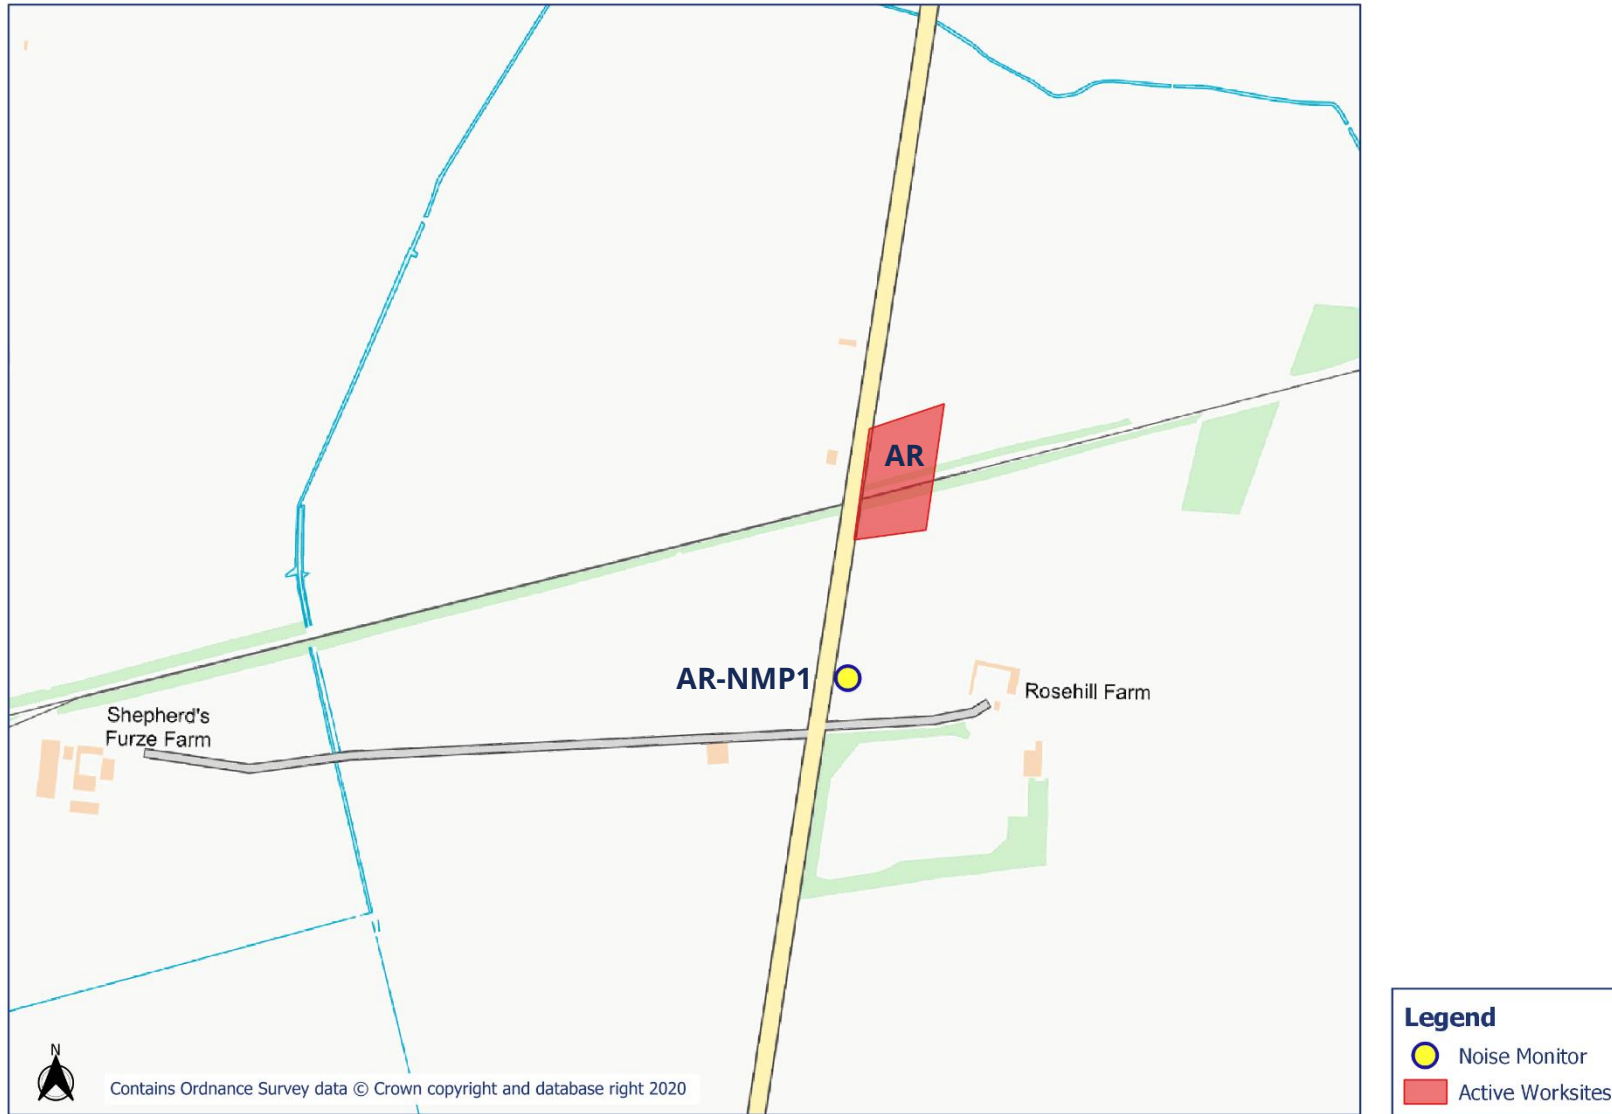 AR
AR-NMP1
Rosehill Farm
Shepherd's
Furze Farm
N
Contains Ordnance Survey data © Crown copyright and database right 2020
Legend
Noise Monitor
Active Worksites